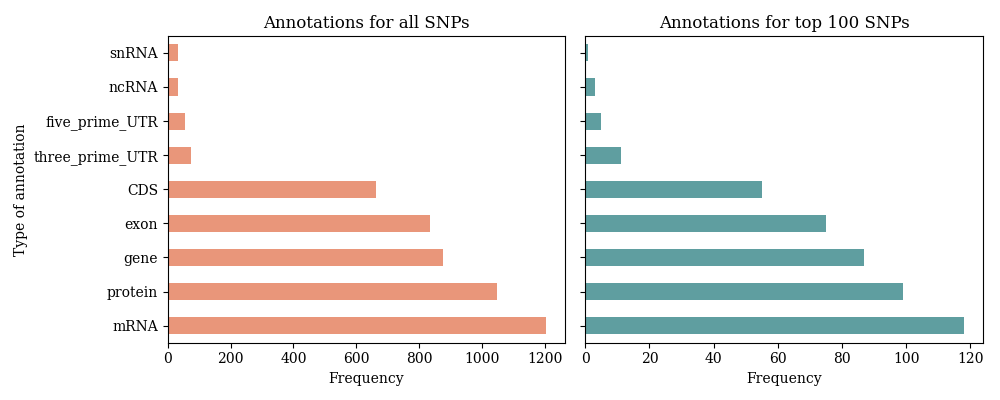 Annotations for all SNPs
Annotations for top 100 SNPs
Type of annotation
snRNA
ncRNA
five_prime_UTR
three_prime_UTR
CDS
exon
gene
protein
mRNA
0 200 400 600 800 1000 1200
0 20 40 60 80 100 120
Frequency
Frequency